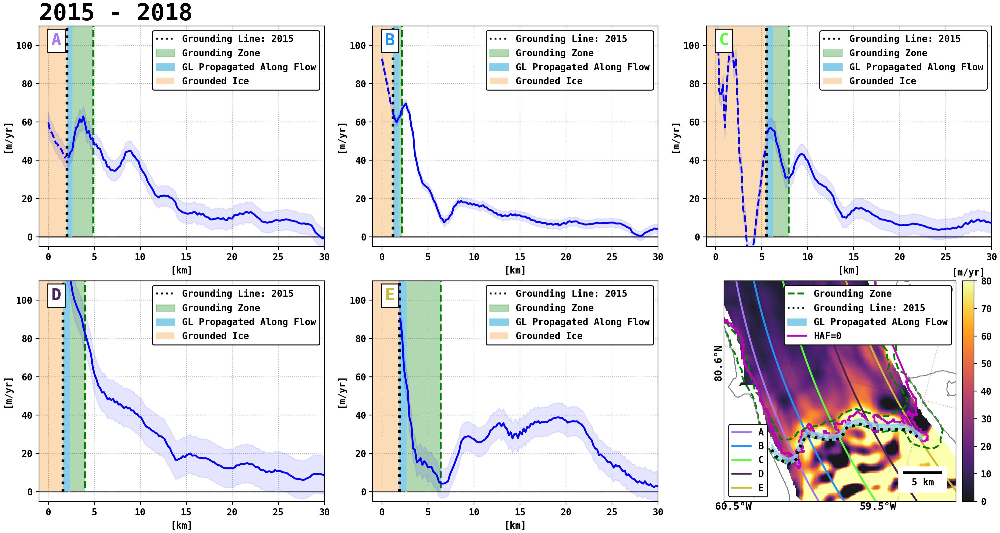 2015 - 2018
A
Grounding Line: 2015
Grounding Zone
GL Propagated Along Flow
Grounded Ice
[m/yr]
100
80
60
40
20
0
0 5 10 15 20 25 30
[km]
B
Grounding Line: 2015
Grounding Zone
GL Propagated Along Flow
Grounded Ice
[m/yr]
100
80
60
40
20
0
0 5 10 15 20 25 30
[km]
C
Grounding Line: 2015
Grounding Zone
GL Propagated Along Flow
Grounded Ice
[m/yr]
100
80
60
40
20
0
0 5 10 15 20 25 30
[km]
D
Grounding Line: 2015
Grounding Zone
GL Propagated Along Flow
Grounded Ice
[m/yr]
100
80
60
40
20
0
0 5 10 15 20 25 30
[km]
E
Grounding Line: 2015
Grounding Zone
GL Propagated Along Flow
Grounded Ice
[m/yr]
100
80
60
40
20
0
0 5 10 15 20 25 30
[km]
Grounding Zone
Grounding Line: 2015
GL Propagated ALong FLow
HAF=0
80.6°N
A
B
C
D
E
5 km
60.5°W 59.5°W
[m/yr]
80
70
60
50
40
30
20
10
0